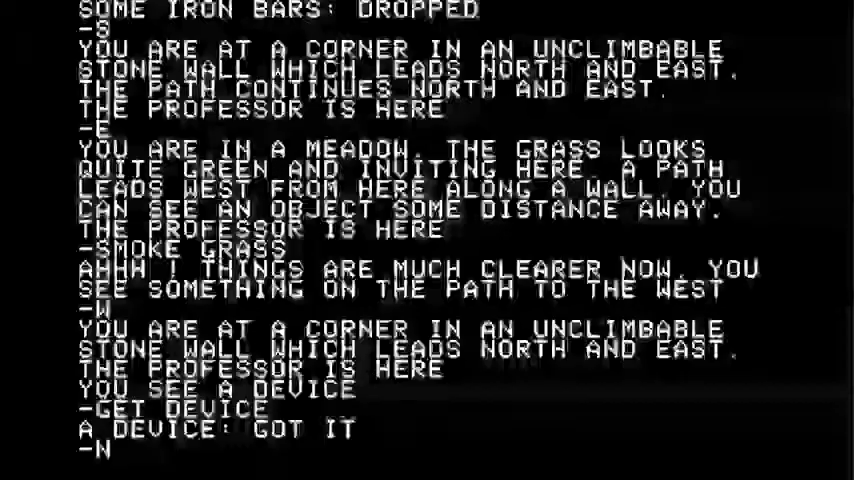 SOME IRON BARS: DROPPED
-S
YOU ARE AT A CORNER IN AN UNCLIMBABLE
STONE WALL WHICH LEADS NORTH AND EAST.
THE PATH CONTINUES NORTH AND EAST.
THE PROFESSOR IS HERE
-E
YOU ARE IN A MEADOW. THE GRASS LOOKS
QUITE GREEN AND INVITING HERE. A PATH
LEADS WEST FROM HERE ALONG A WALL. YOU
CAN SEE AN OBJECT SOME DISTANCE AWAY.
THE PROFESSOR IS HERE
-SMOKE GRASS
AHHH ! THINGS ARE MUCH CLEARER NOW. YOU
SEE SOMETHING ON THE PATH TO THE WEST
-W
YOU ARE AT A CORNER IN AN UNCLIMBABLE
STONE WALL WHICH LEADS NORTH AND EAST.
THE PROFESSOR IS HERE
YOU SEE A DEVICE
-GET DEVICE
A DEVICE: GOT IT
-N